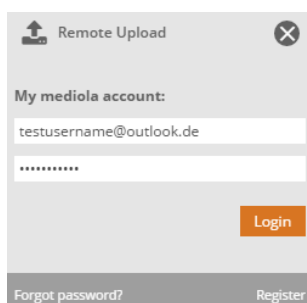 Remote Upload
My mediola account:
testusername@outlook.de
•••••••••••
Login
Forgot password? Register